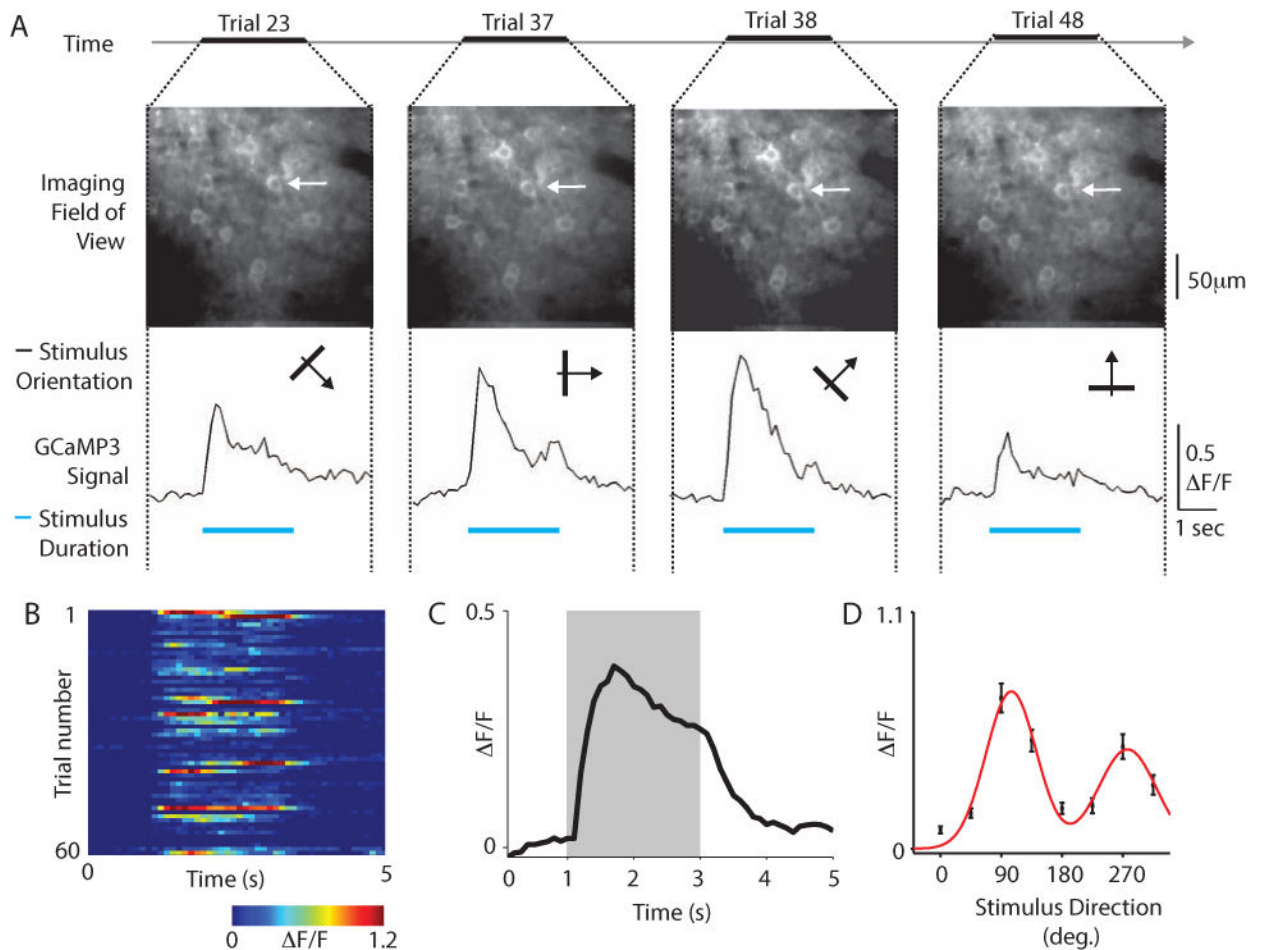 A
Time
Trial 23
Trial 37
Trial 38
Trial 48
Imaging
Field of
View
50μm
Stimulus
Orientation
GCaMP3
Signal
0.5
ΔF/F
1 sec
Stimulus
Duration
B
1
Trial number
60
0
5
Time (s)
0
ΔF/F
1.2
C
0.5
ΔF/F
0
0
1
2
3
4
5
Time (s)
D
1.1
ΔF/F
0
0
90
180
270
Stimulus Direction
(deg.)